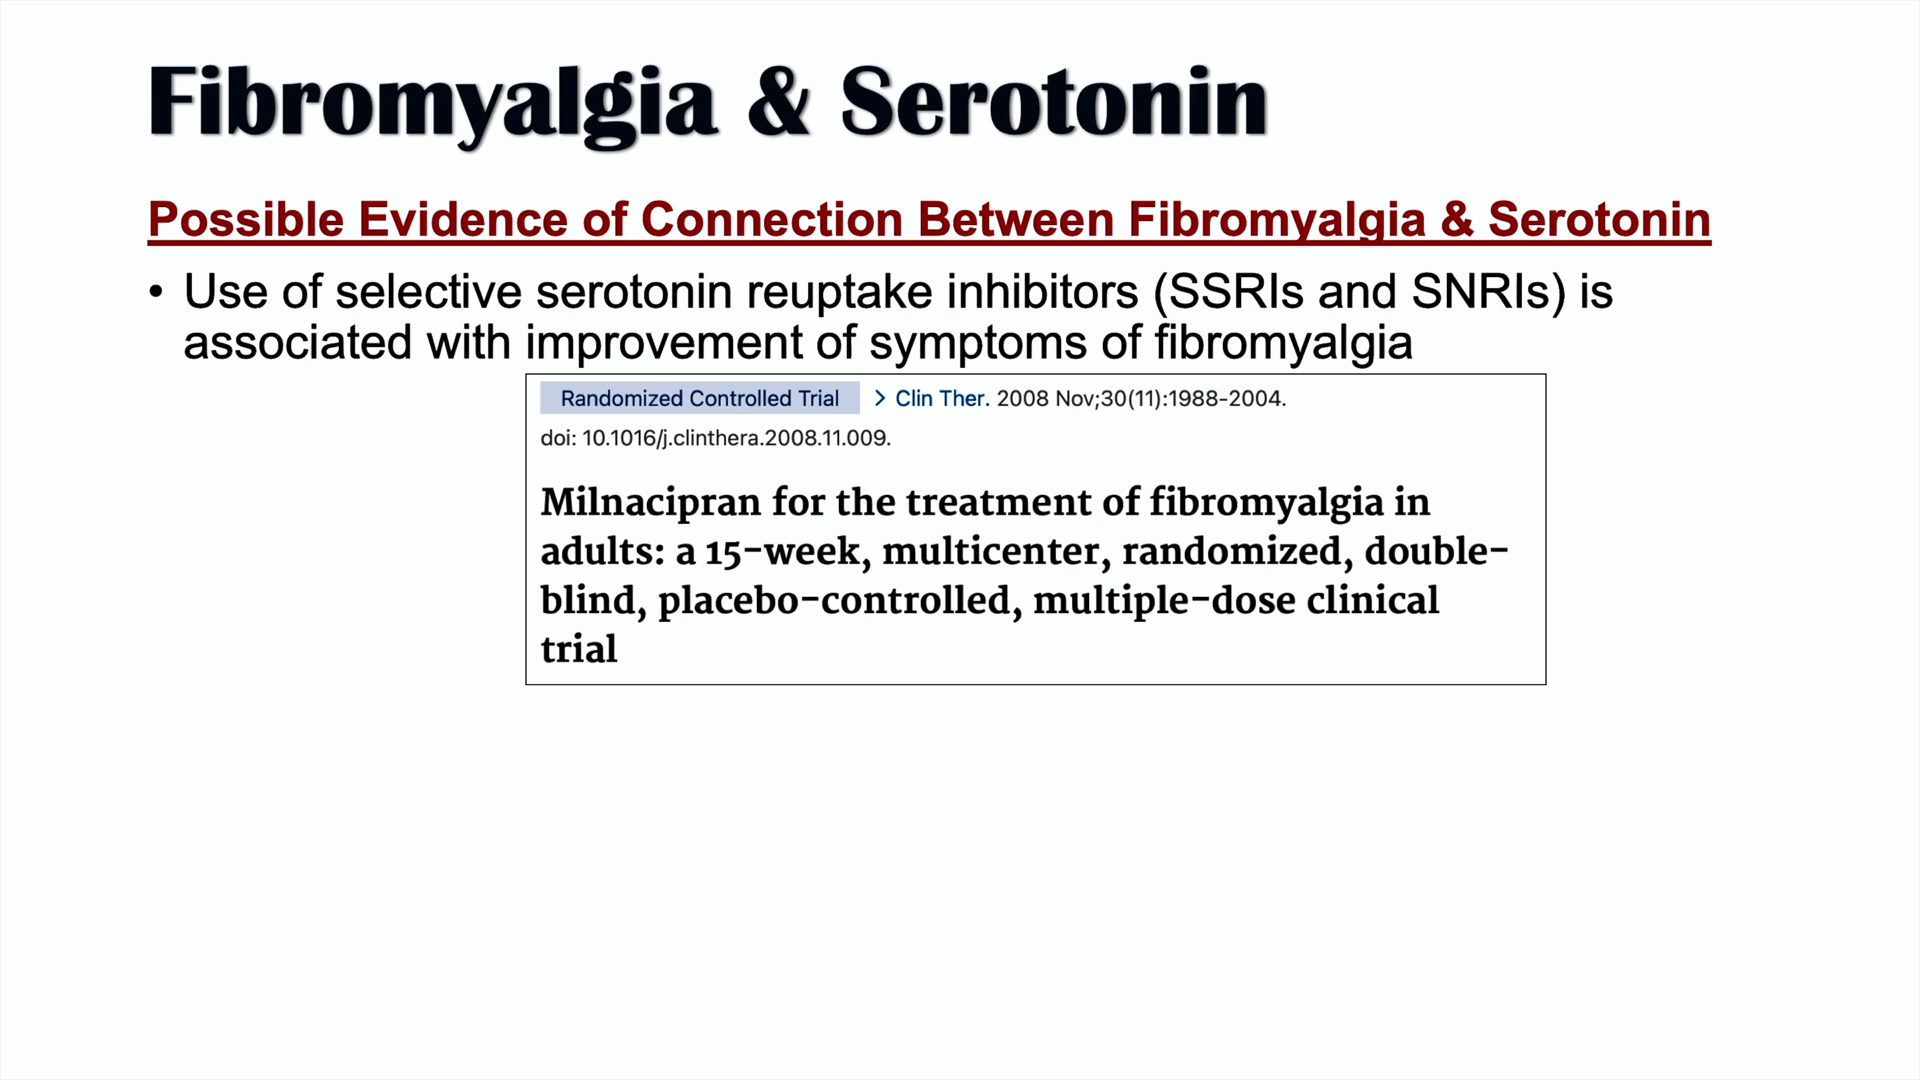 Fibromyalgia & Serotonin
Possible Evidence of Connection Between Fibromyalgia & Serotonin
• Use of selective serotonin reuptake inhibitors (SSRIs and SNRIs) is
associated with improvement of symptoms of fibromyalgia
Randomized Controlled Trial > Clin Ther. 2008 Nov;30(11):1988-2004.
doi: 10.1016/j.clinthera.2008.11.009.
Milnacipran for the treatment of fibromyalgia in
adults: a 15-week, multicenter, randomized, double-
blind, placebo-controlled, multiple-dose clinical
trial